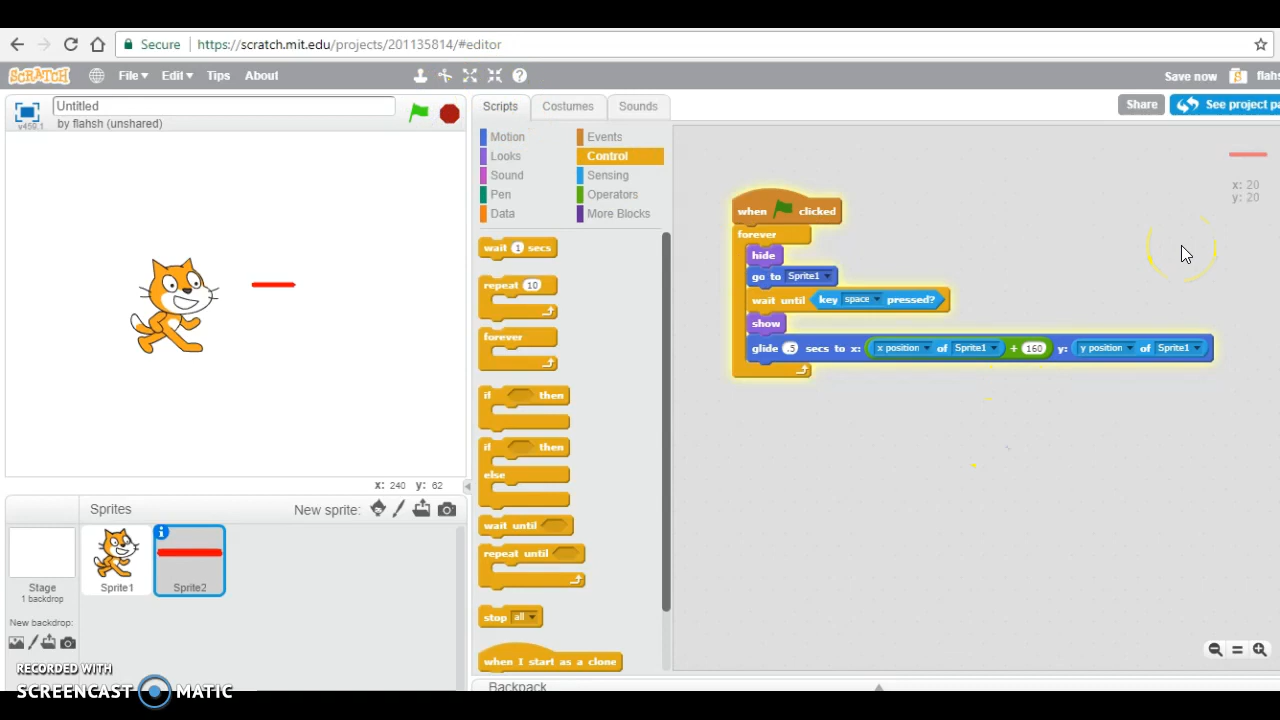 Secure https://scratch.mit.edu/projects/201135814/#editor
SCRATCH File Edit Tips About Save now flahs
Untitled
by flahsh (unshared)
v459.1
Scripts Costumes Sounds
Share See project pa
Motion Events
Looks Control
Sound Sensing
Pen Operators
Data More Blocks
wait 1 secs
repeat 10
forever
if then
if then
else
wait until
repeat until
stop all
when I start as a clone
when clicked
forever
hide
go to Sprite1
wait until key space pressed?
show
glide .5 secs to x: x position of Sprite1 + 160 y: y position of Sprite1
x: 20
y: 20
x: 240 y: 62
Sprites New sprite:
Stage
1 backdrop
New backdrop:
Sprite1
Sprite2
Backpack
RECORDED WITH
SCREENCAST MATIC